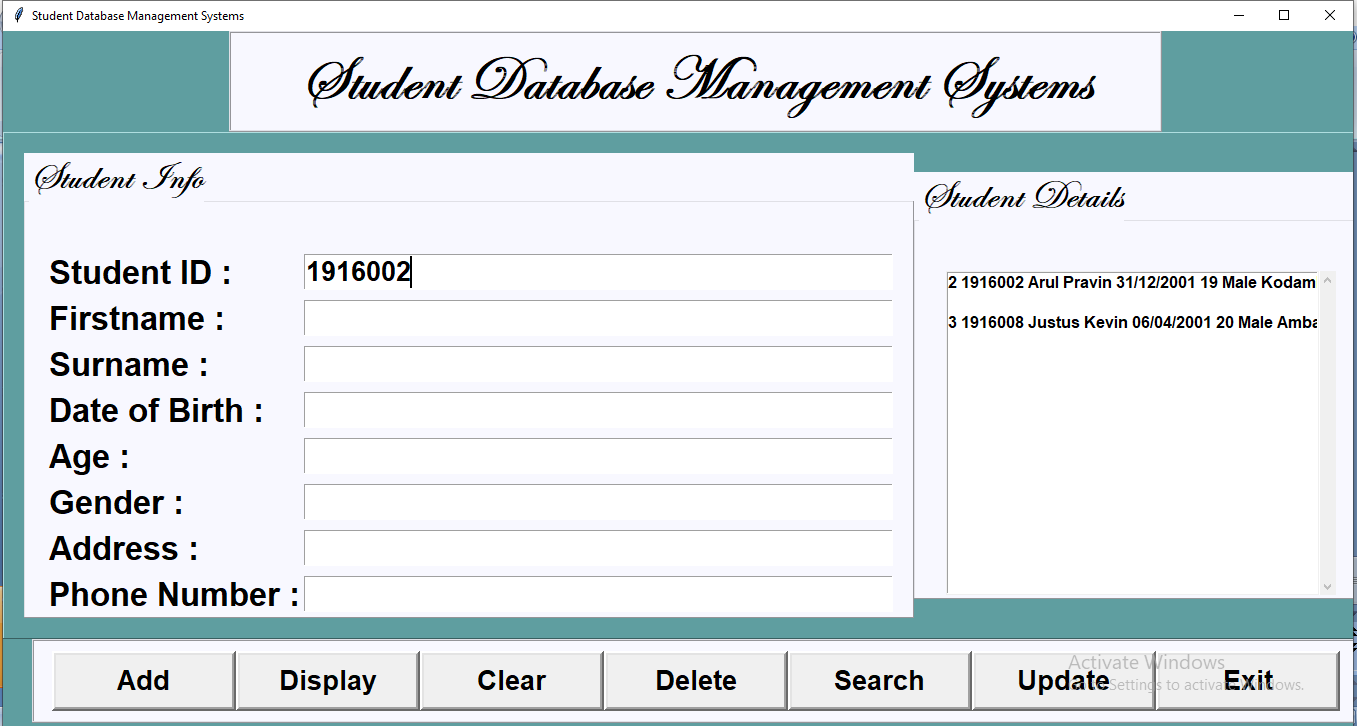 Student Database Management Systems
Student Database Management Systems
Student Info
Student ID : 1916002
Firstname :
Surname :
Date of Birth :
Age :
Gender :
Address :
Phone Number :
Student Details
2 1916002 Arul Pravin 31/12/2001 19 Male Kodam
3 1916008 Justus Kevin 06/04/2001 20 Male Amba
Add Display Clear Delete Search Update Exit
Activate Windows
Settings to activate Windows.